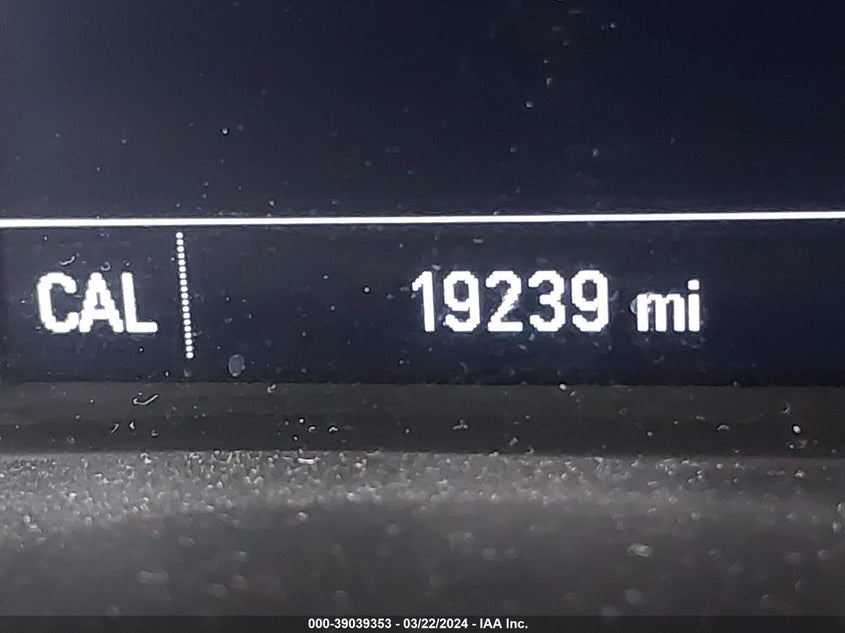 CAL 19239 mi
000-39039353 - 03/22/2024 - IAA Inc.